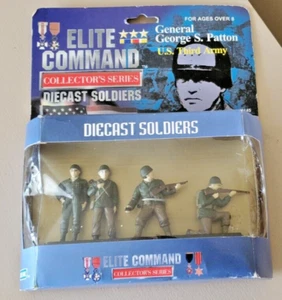 FOR AGES OVER 8
ELITE
COMMAND
COLLECTOR'S SERIES
DIECAST SOLDIERS
General
George S. Patton
U.S. Third Army
DIECAST SOLDIERS
ELITE COMMAND
COLLECTOR'S SERIES